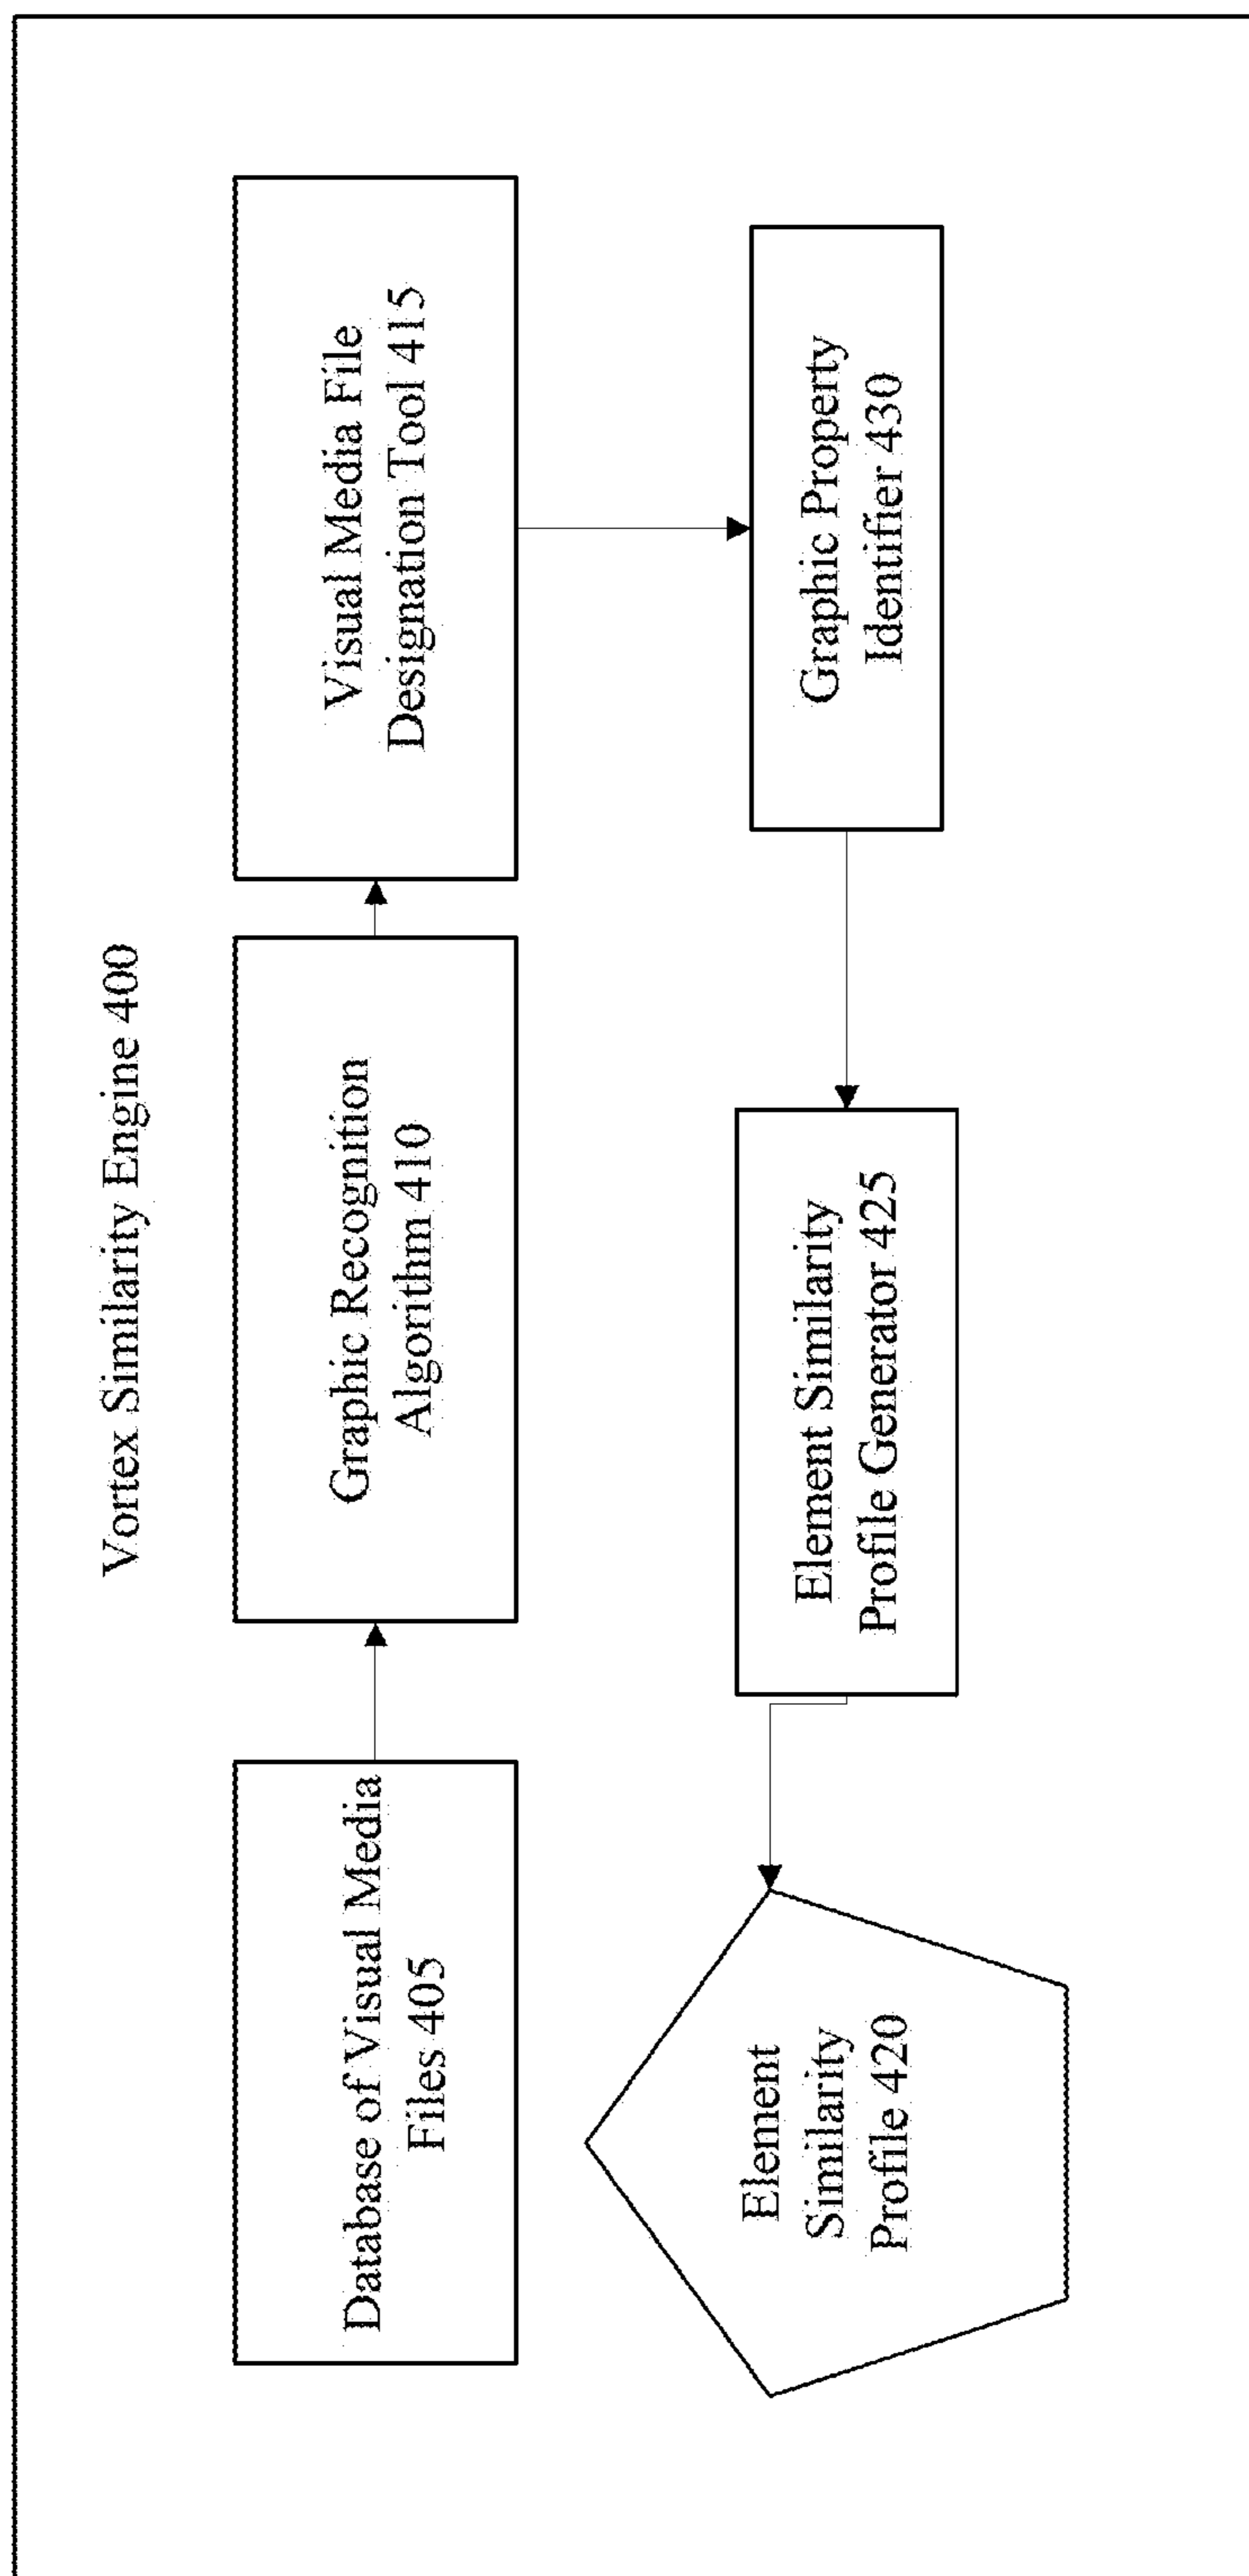 Vortex Similarity Engine 400
Database of Visual Media
Files 405
Graphic Recognition
Algorithm 410
Visual Media File
Designation Tool 415
Element
Similarity
Profile 420
Element Similarity
Profile Generator 425
Graphic Property
Identifier 430